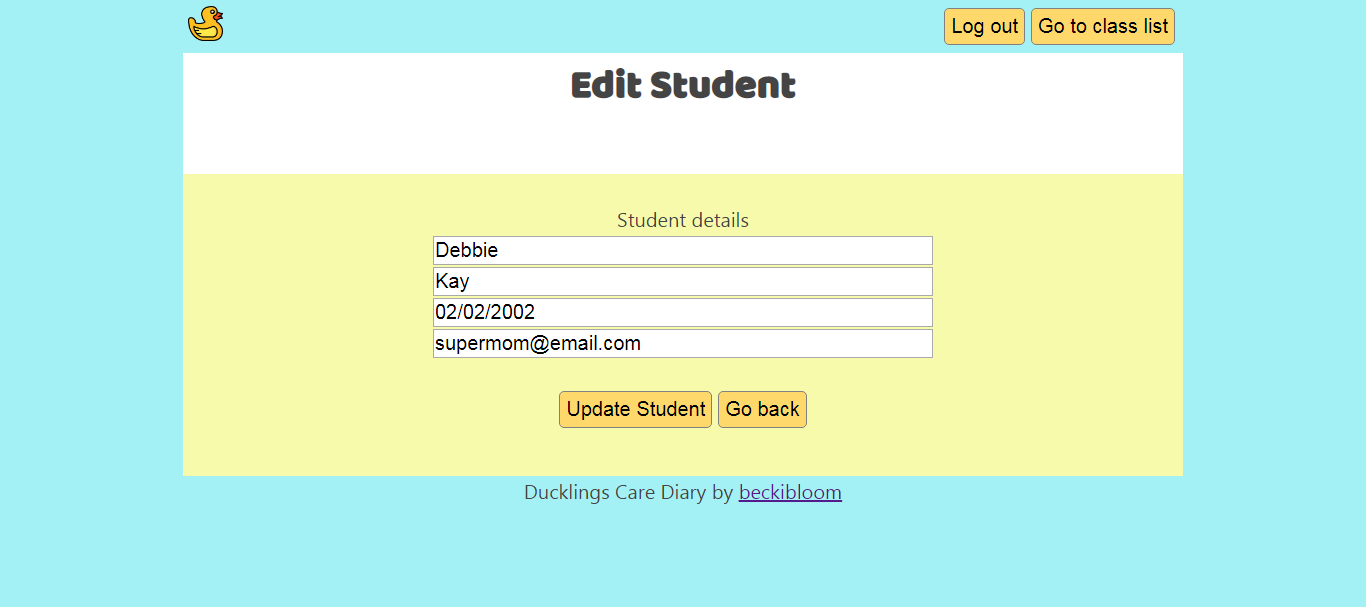 Log out Go to class list
Edit Student
Student details
Debbie
Kay
02/02/2002
supermom@email.com
Update Student Go back
Ducklings Care Diary by beckibloom